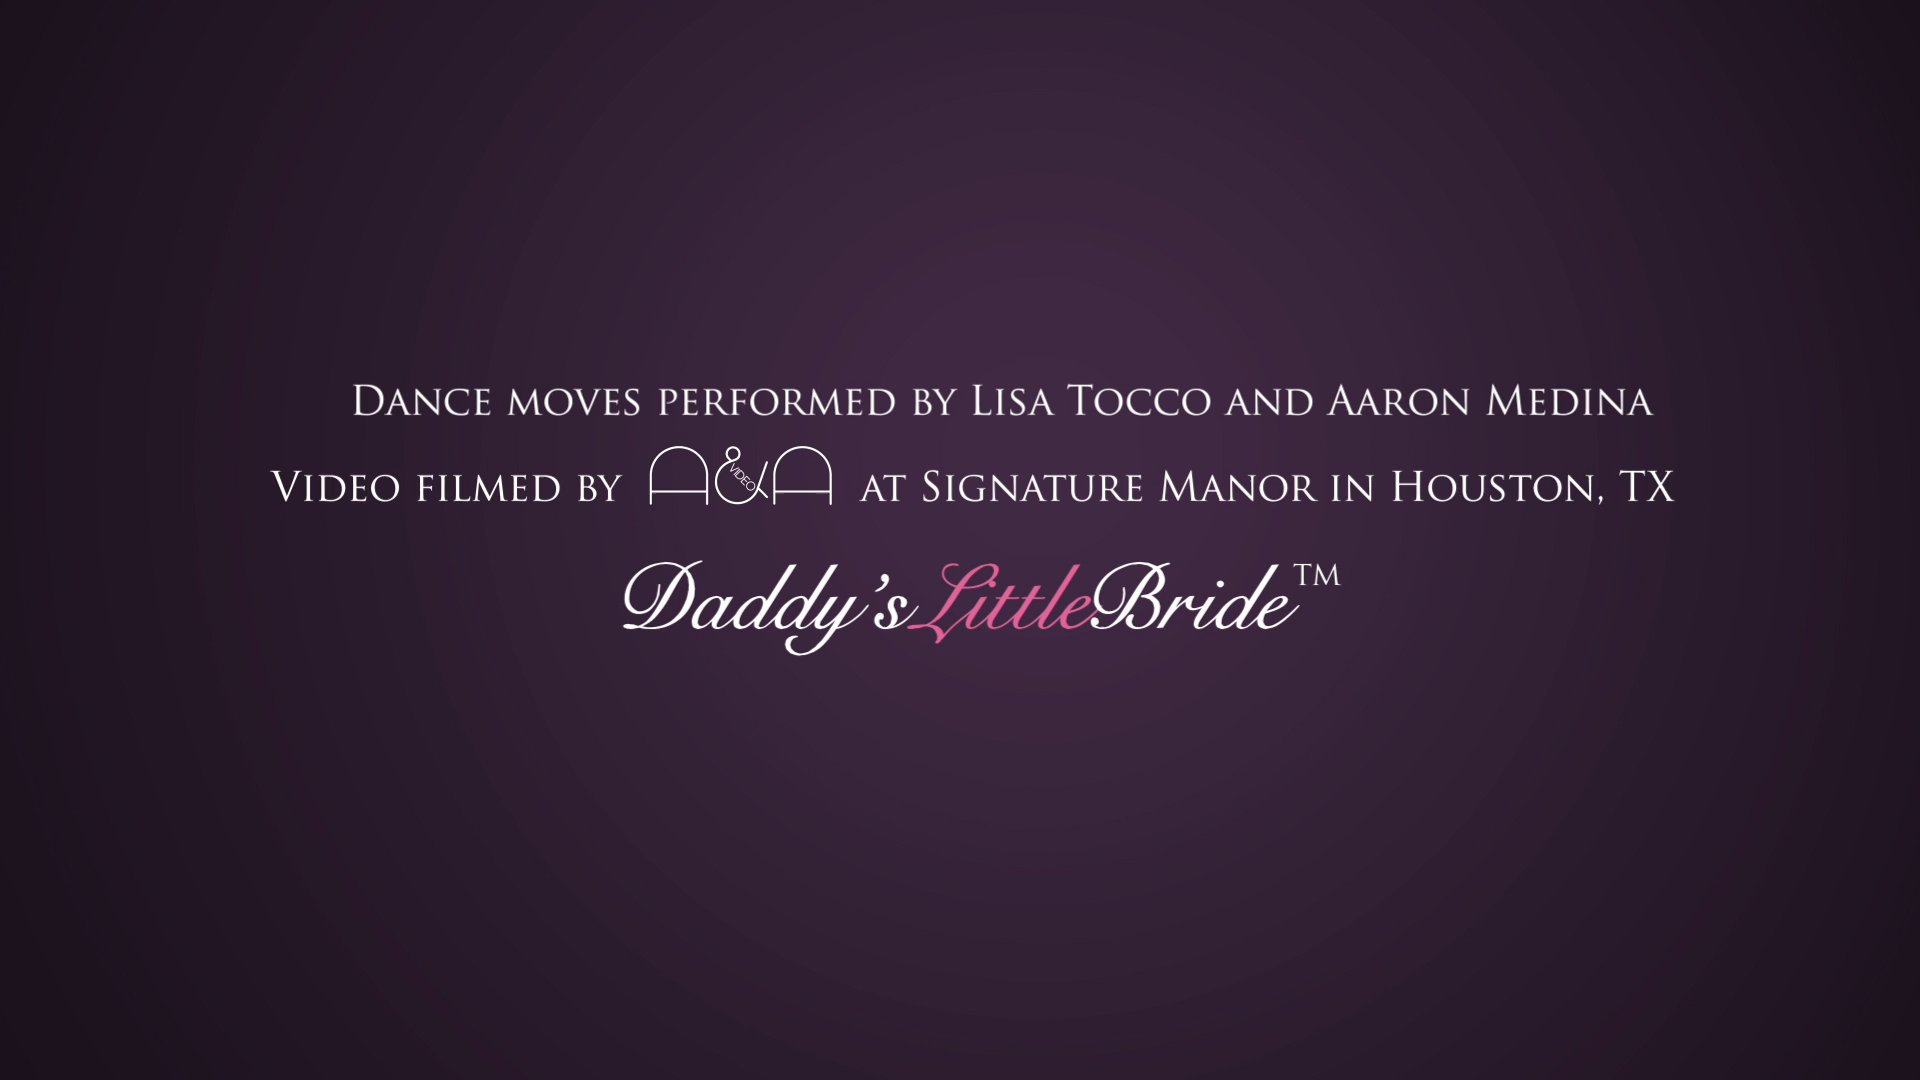 Dance moves performed by Lisa Tocco and Aaron Medina
Video filmed by A&A VIDEO at Signature Manor in Houston, TX
Daddy's Little Bride™